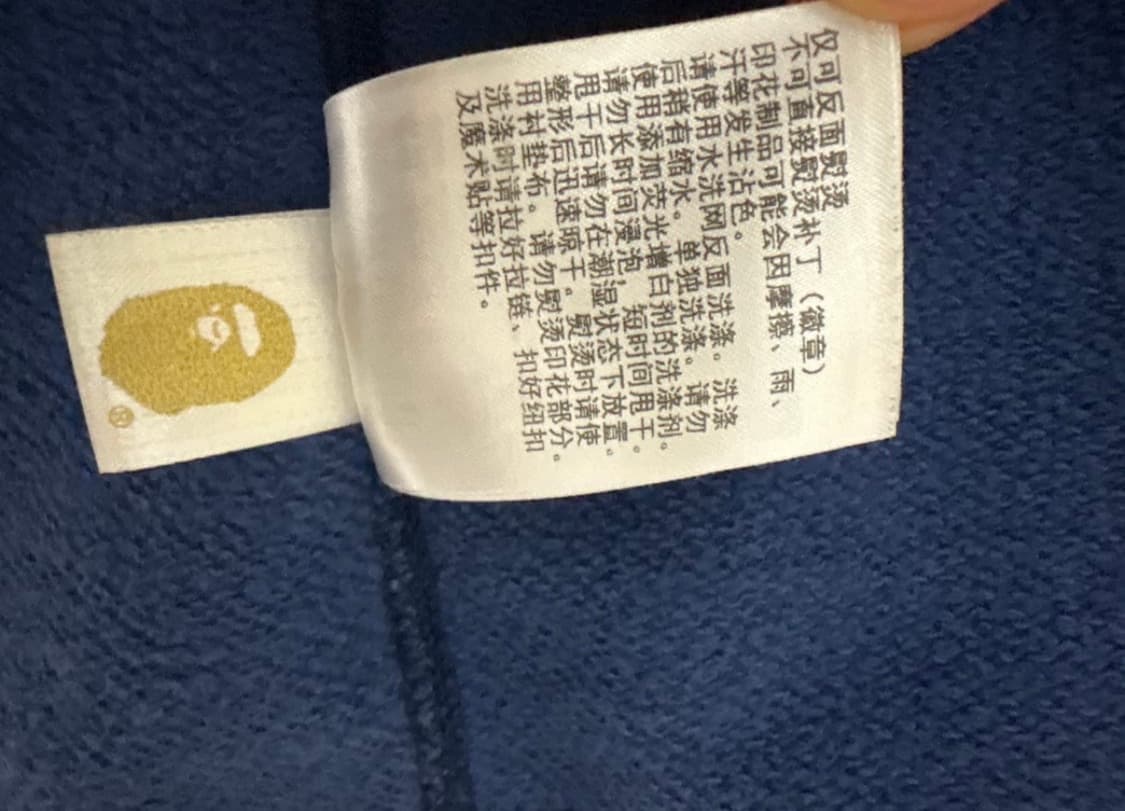 仅可反面熨烫
不可直接熨烫补丁（徽章）
印花制品可能会因摩擦、雨、
汗等发生沾色。
请使用水洗网反面洗涤。洗涤
后稍有缩水。单独洗涤。请勿
使用添加荧光增白剂的洗涤剂。
请勿长时间浸泡，短时间甩干。
甩干后请勿在潮湿状态下放置。
整形后迅速晾干。熨烫时请使
用衬垫布。请勿熨烫印花部分。
洗涤时请拉好拉链、扣好纽扣
及魔术贴等扣件。
®